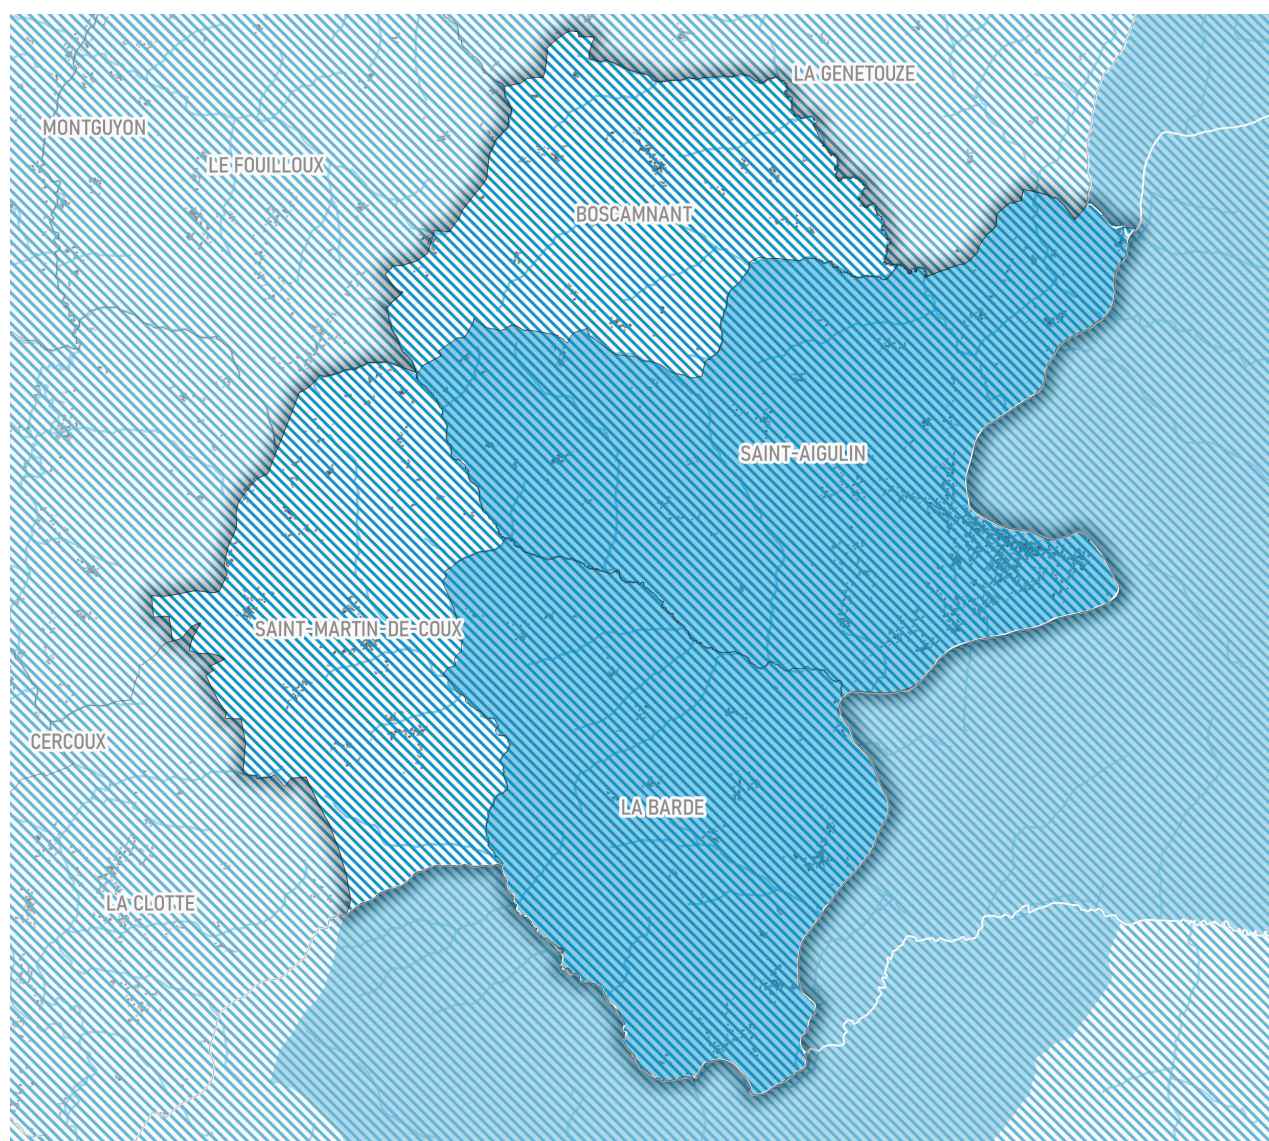 LA GENETOUZE
MONTGUYON
LE FOUILLOUX
BOSCAMNANT
SAINT-AIGULIN
SAINT-MARTIN-DE-COUX
CERCOUX
LA BARDE
LA CLOTTE